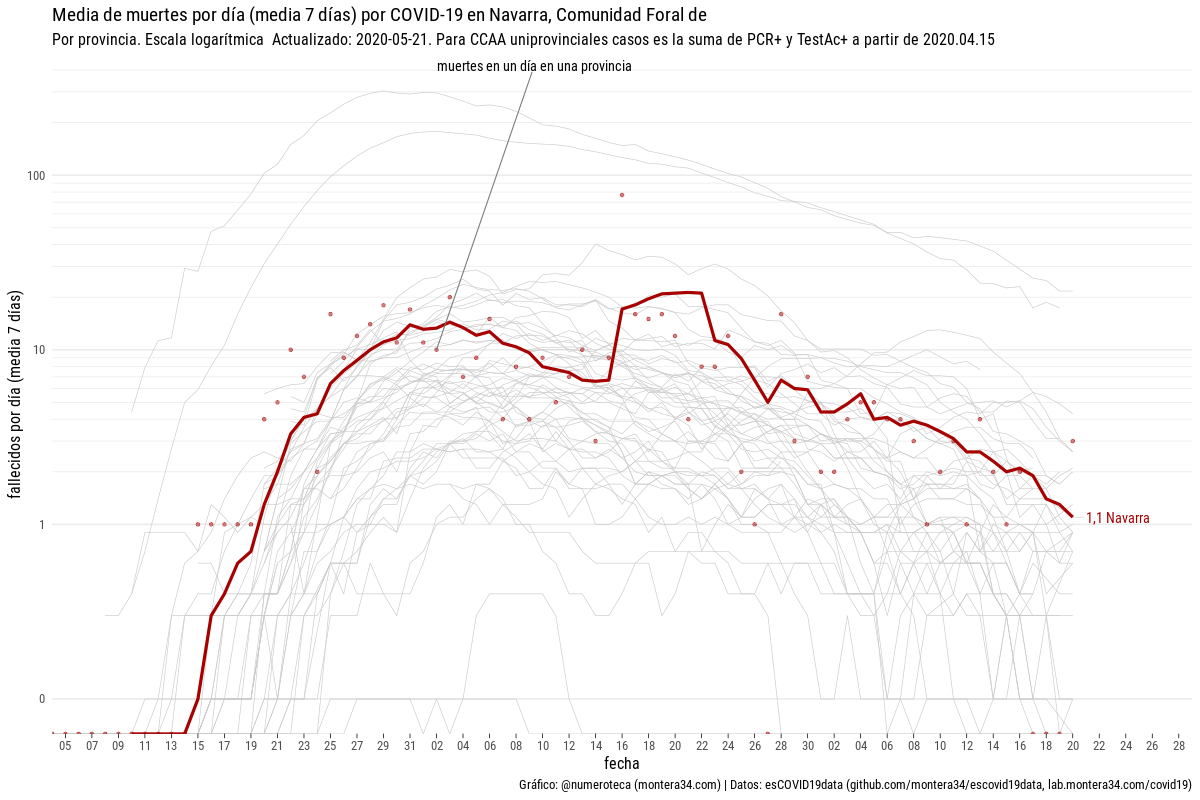 Media de muertes por día (media 7 días) por COVID-19 en Navarra, Comunidad Foral de
Por provincia. Escala logarítmica  Actualizado: 2020-05-21. Para CCAA uniprovinciales casos es la suma de PCR+ y TestAc+ a partir de 2020.04.15
muertes en un día en una provincia
fallecidos por día (media  7 días)
100
10
1
0
1,1 Navarra
05 07 09 11 13 15 17 19 21 23 25 27 29 31 02 04 06 08 10 12 14 16 18 20 22 24 26 28 30 02 04 06 08 10 12 14 16 18 20 22 24 26 28
fecha
Gráfico: @numeroteca (montera34.com) | Datos: esCOVID19data (github.com/montera34/escovid19data, lab.montera34.com/covid19)